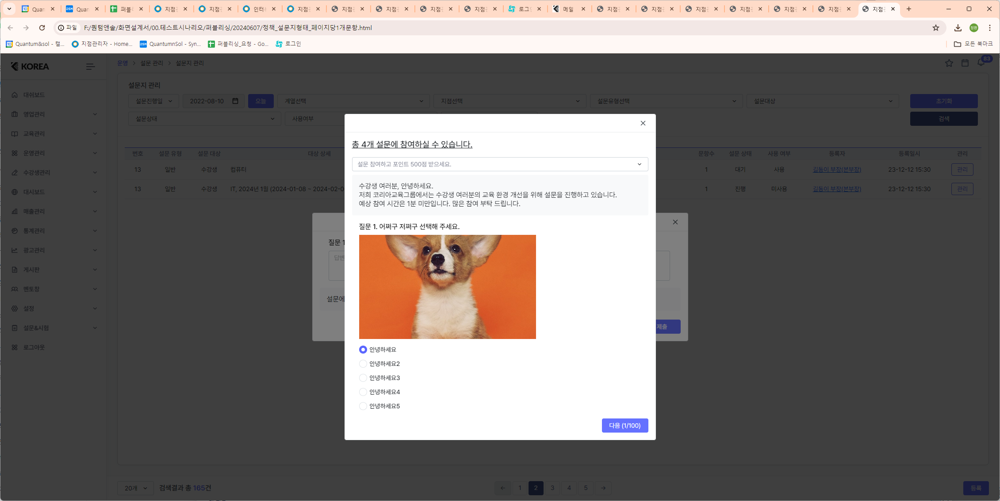 Quan
Quan
퍼블
지점
지점
인터
지점
지점
지점
지점
지점
로그
메일
지점
지점
지점
지점
지점
지점
지점
파일 F:/퀀텀앤솔/화면설계서/00.테스트시나리오/퍼블리싱/20240607/정책_설문지형태_페이지당1개문항.html
정환
Quantum&sol - 캘...
지점관리자 - Home...
QuantumnSol - Syn...
퍼블리싱_요청 - Go...
로그인
모든 북마크
KOREA
운영 > 설문 관리 > 설문지 관리
83
설문지 관리
대쉬보드
영업관리
교육관리
운영관리
수강생관리
대시보드
매출관리
통계관리
광고관리
게시판
멘토창
설정
설문&시험
로그아웃
설문진행일 2022-08-10 오늘 계열선택 지점선택 설문유형선택 설문대상 초기화
설문상태 사용여부 검색
번호 설문 유형 설문 대상 대상 상세 문항수 설문 상태 사용 여부 등록자 등록일시 관리
13 일반 수강생 컴퓨터 1 대기 사용 길동이 부장(본부장) 23-12-12 15:30 관리
13 일반 수강생 IT, 2024년 1월 (2024-01-08 ~ 2024-02-0 1 진행 미사용 길동이 부장(본부장) 23-12-12 15:30 관리
총 4개 설문에 참여하실 수 있습니다.
설문 참여하고 포인트 500점 받으세요.
수강생 여러분, 안녕하세요.
저희 코리아교육그룹에서는 수강생 여러분의 교육 환경 개선을 위해 설문을 진행하고 있습니다.
예상 참여 시간은 1분 미만입니다. 많은 참여 부탁 드립니다.
질문 1. 어쩌구 저쩌구 선택해 주세요.
안녕하세요
안녕하세요2
안녕하세요3
안녕하세요4
안녕하세요5
다음 (1/100)
질문 1
답변
설문에
제출
20개 검색결과 총 165건
← 1 2 3 4 5 →
등록